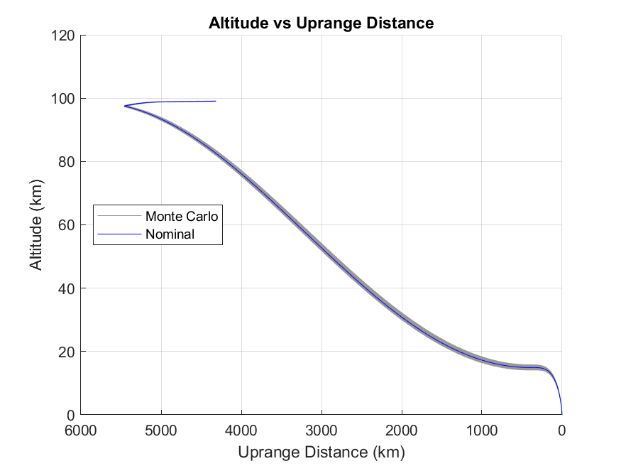 Altitude vs Uprange Distance
120
100
80
60
40
20
0
Altitude (km)
Monte Carlo
Nominal
6000 5000 4000 3000 2000 1000 0
Uprange Distance (km)